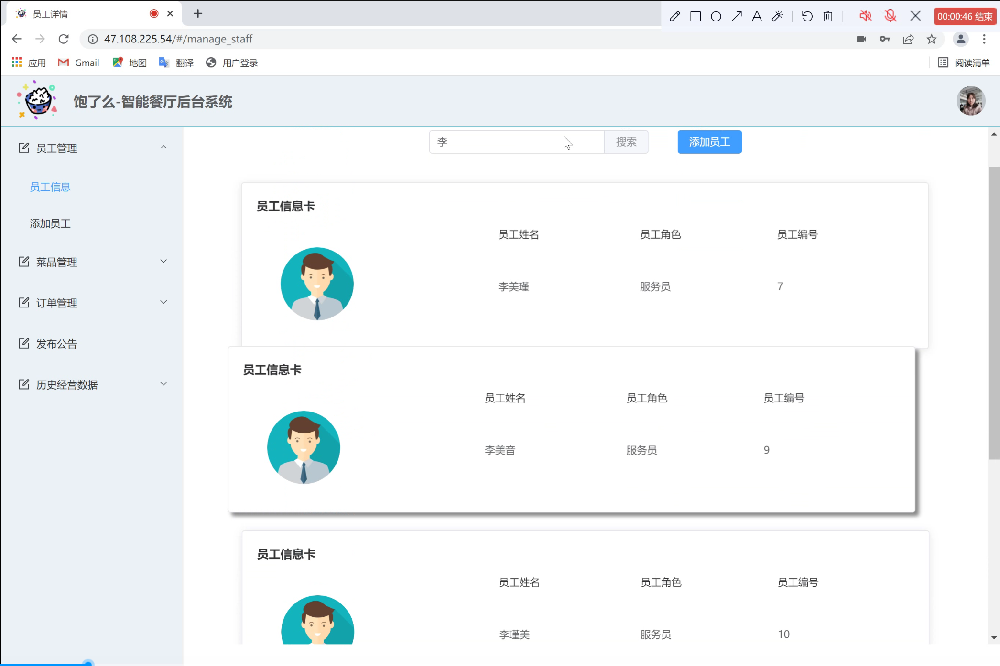 员工详情
00:00:46 结束
47.108.225.54/#/manage_staff
应用 Gmail 地图 翻译 用户登录 阅读清单
饱了么-智能餐厅后台系统
员工管理
员工信息
添加员工
菜品管理
订单管理
发布公告
历史经营数据
李 搜索 添加员工
员工信息卡
员工姓名 员工角色 员工编号
李美瑾 服务员 7
员工信息卡
员工姓名 员工角色 员工编号
李美音 服务员 9
员工信息卡
员工姓名 员工角色 员工编号
李瑾美 服务员 10